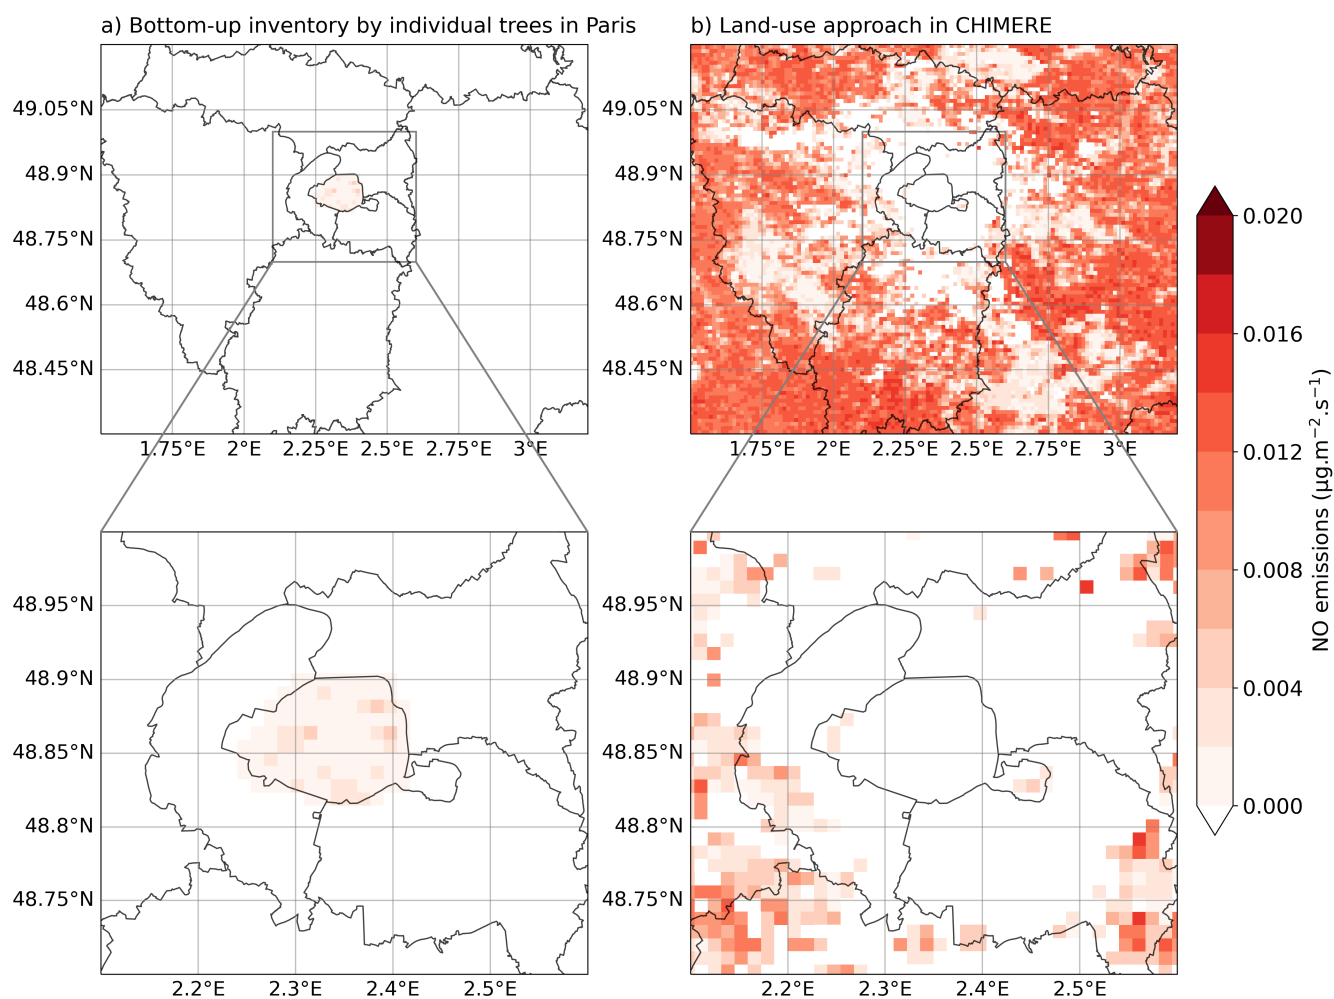 a) Bottom-up inventory by individual trees in Paris
b) Land-use approach in CHIMERE
49.05°N
48.9°N
48.75°N
48.6°N
48.45°N
1.75°E 2°E 2.25°E 2.5°E 2.75°E 3°E
49.05°N
48.9°N
48.75°N
48.6°N
48.45°N
1.75°E 2°E 2.25°E 2.5°E 2.75°E 3°E
48.95°N
48.9°N
48.85°N
48.8°N
48.75°N
2.2°E 2.3°E 2.4°E 2.5°E
48.95°N
48.9°N
48.85°N
48.8°N
48.75°N
2.2°E 2.3°E 2.4°E 2.5°E
0.020
0.016
0.012
0.008
0.004
0.000
NO emissions (µg.m⁻².s⁻¹)